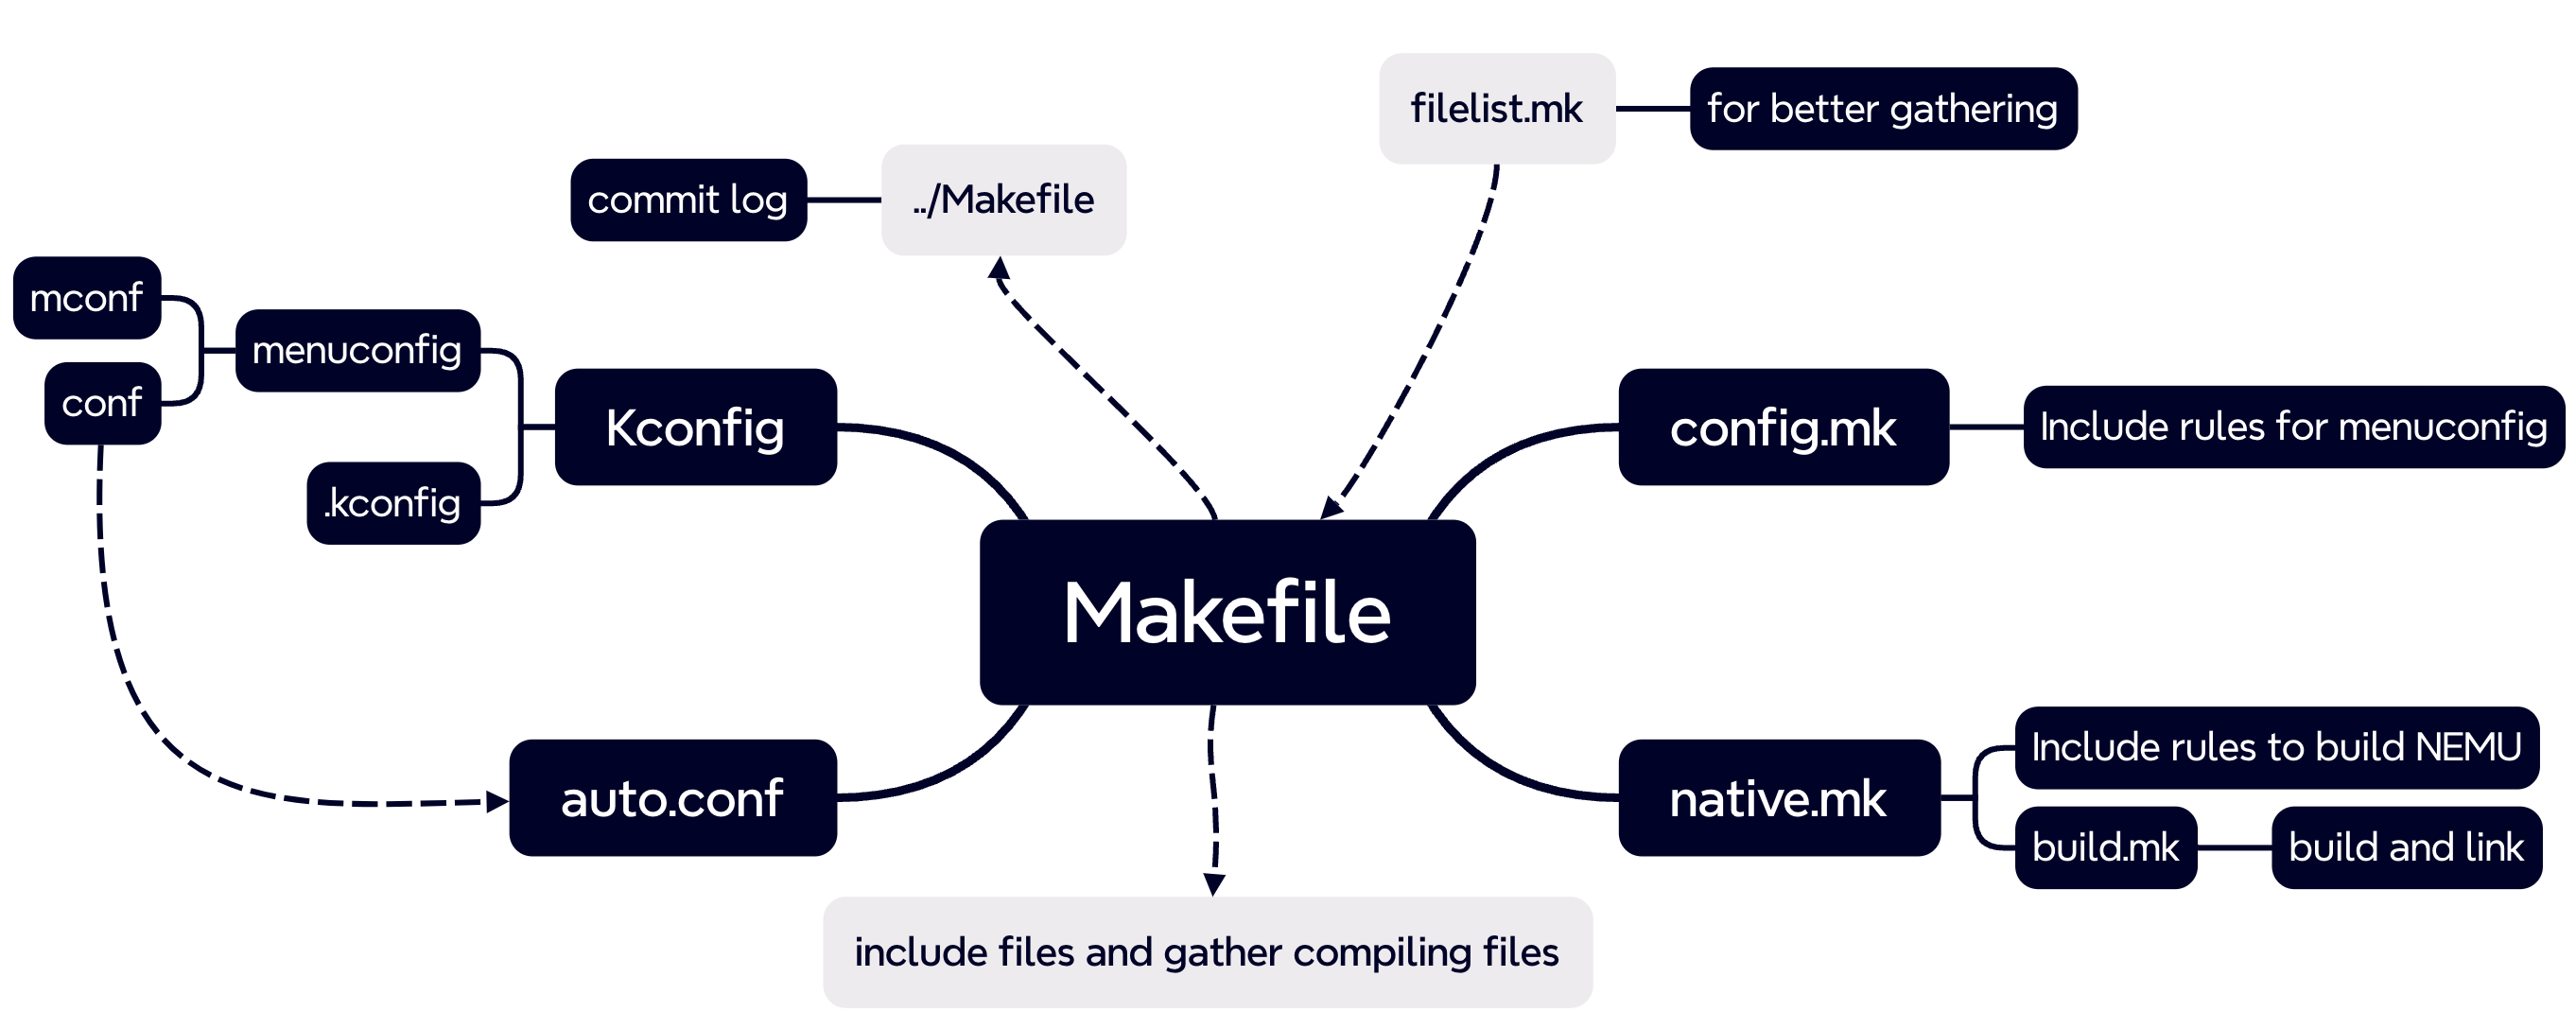 filelist.mk
for better gathering
commit log
../Makefile
mconf
menuconfig
conf
Kconfig
.kconfig
config.mk
Include rules for menuconfig
Makefile
auto.conf
native.mk
Include rules to build NEMU
build.mk
build and link
include files and gather compiling files